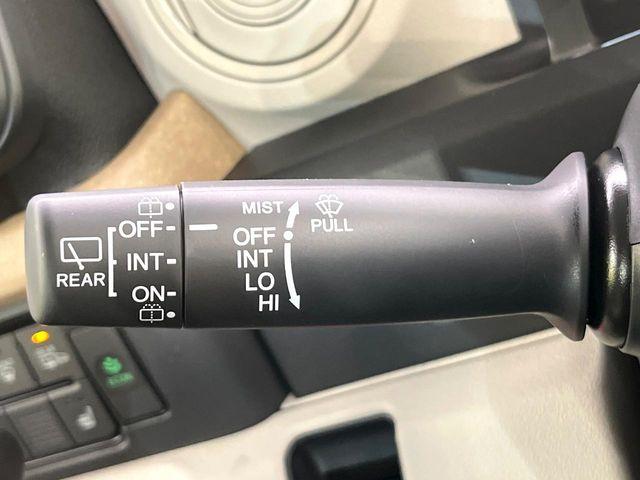 OFF
INT
ON
REAR
MIST
OFF
INT
LO
HI
PULL